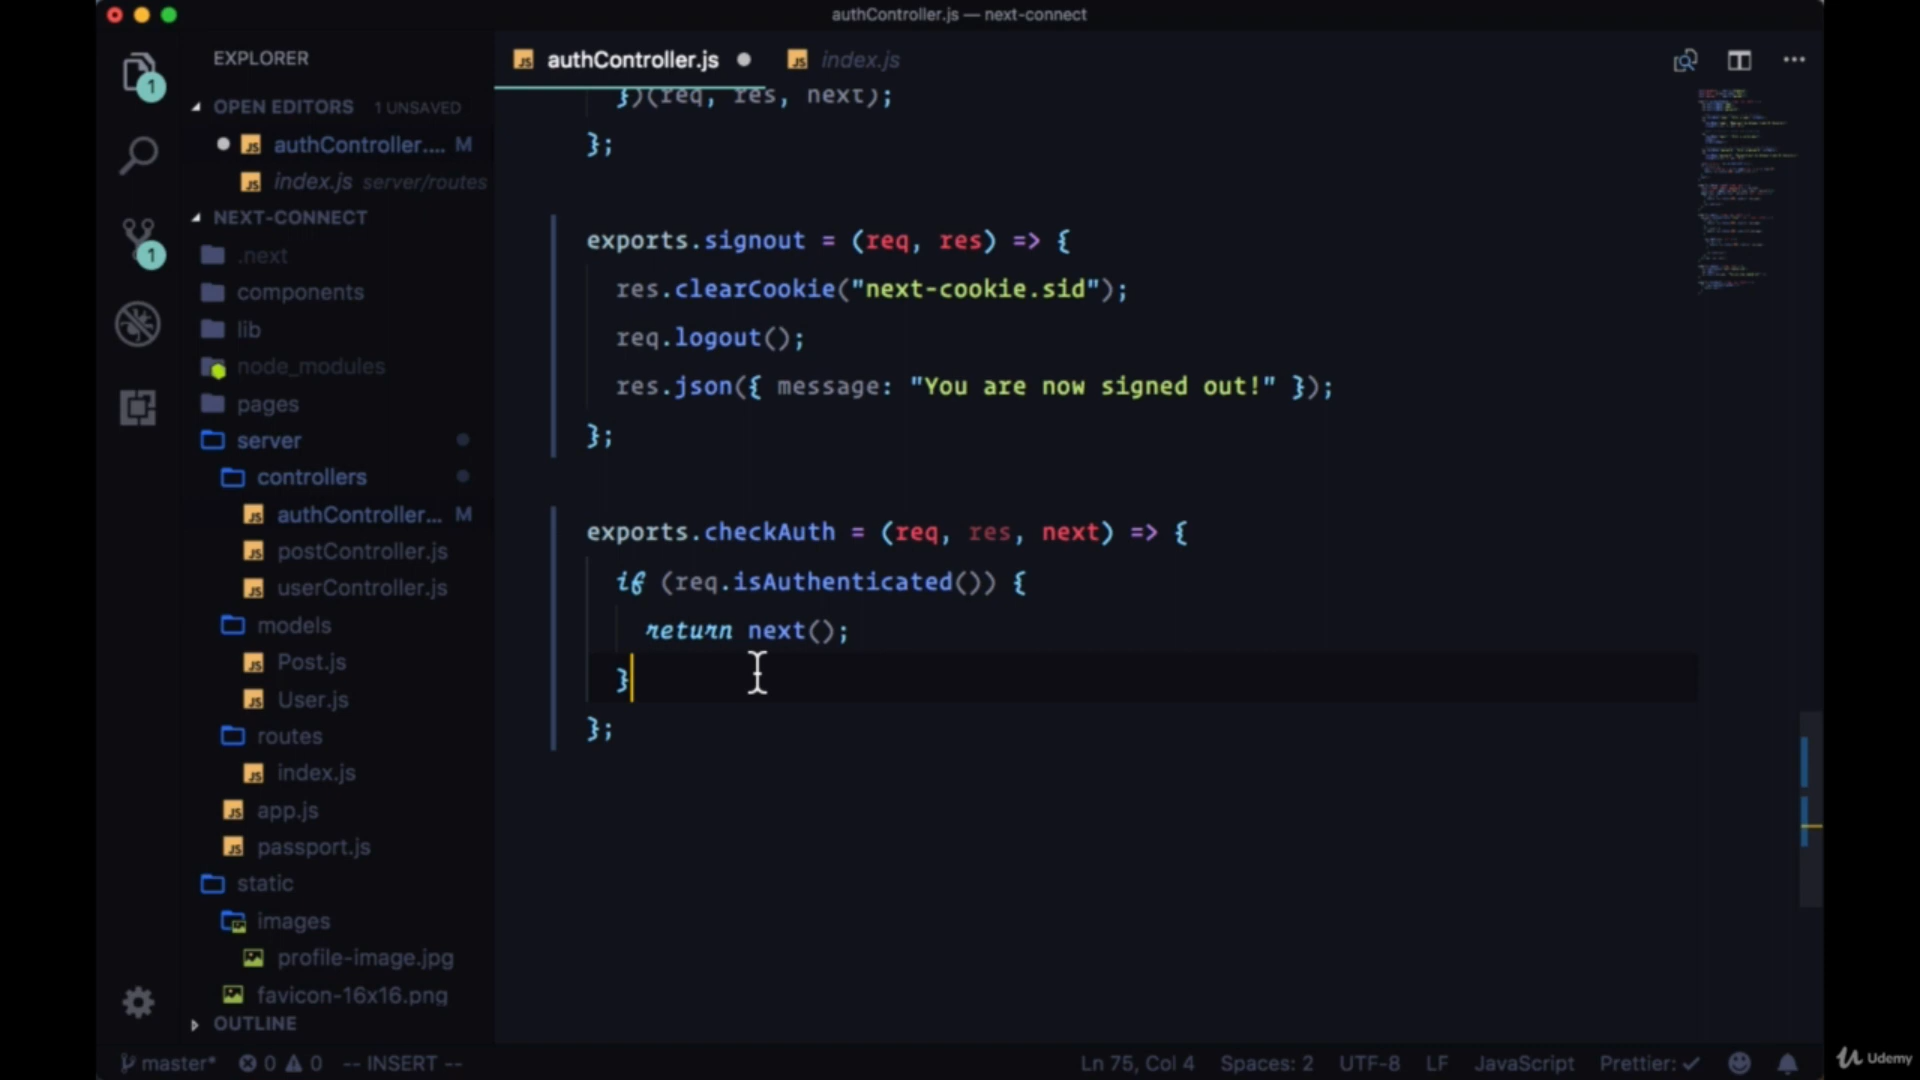 authController.js — next-connect
EXPLORER
OPEN EDITORS 1 UNSAVED
authController.... M
index.js server/routes
NEXT-CONNECT
.next
components
lib
node_modules
pages
server
controllers
authController... M
postController.js
userController.js
models
Post.js
User.js
routes
index.js
app.js
passport.js
static
images
profile-image.jpg
favicon-16x16.png
OUTLINE
1
1
authController.js
index.js
})(req, res, next);
};
exports.signout = (req, res) => {
res.clearCookie("next-cookie.sid");
req.logout();
res.json({ message: "You are now signed out!" });
};
exports.checkAuth = (req, res, next) => {
if (req.isAuthenticated()) {
return next();
}
};
master* 0 0 -- INSERT --
Ln 75, Col 4 Spaces: 2 UTF-8 LF JavaScript Prettier: ✓
Udemy